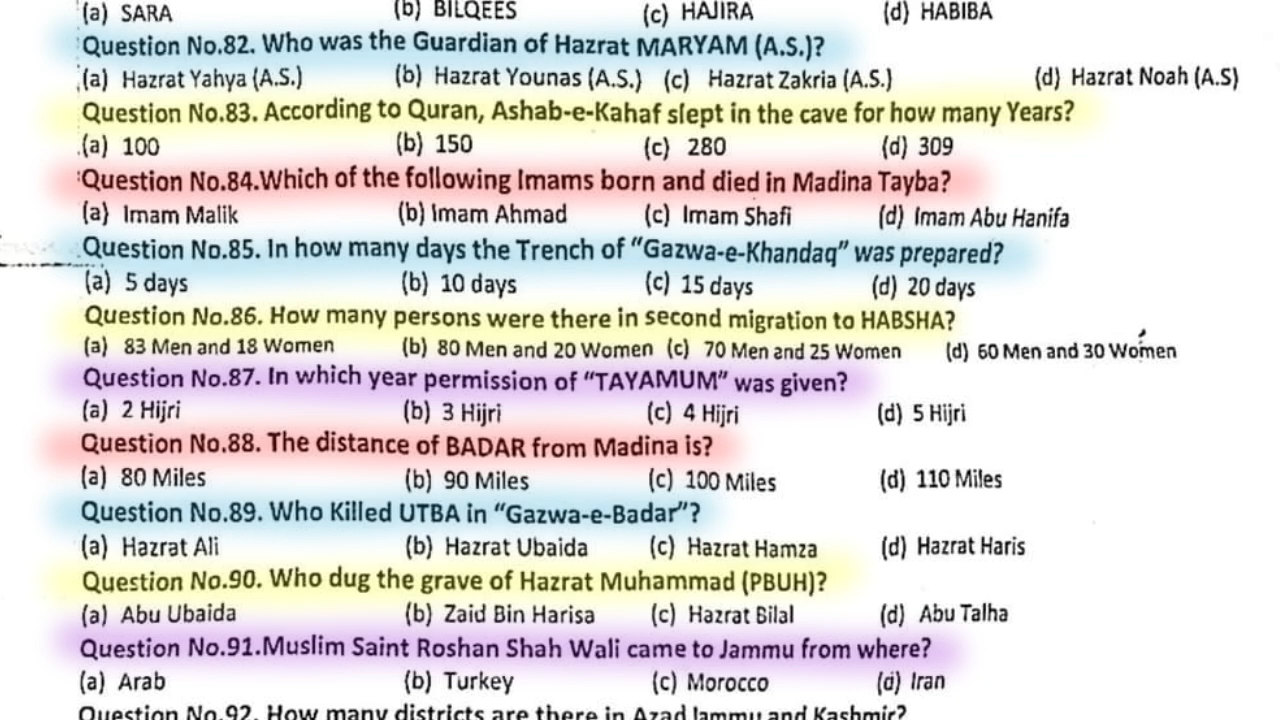 (a) SARA (b) BILQEES (c) HAJIRA (d) HABIBA
Question No.82. Who was the Guardian of Hazrat MARYAM (A.S.)?
(a) Hazrat Yahya (A.S.) (b) Hazrat Younas (A.S.) (c) Hazrat Zakria (A.S.) (d) Hazrat Noah (A.S)
Question No.83. According to Quran, Ashab-e-Kahaf slept in the cave for how many Years?
(a) 100 (b) 150 (c) 280 (d) 309
Question No.84.Which of the following Imams born and died in Madina Tayba?
(a) Imam Malik (b) Imam Ahmad (c) Imam Shafi (d) Imam Abu Hanifa
Question No.85. In how many days the Trench of "Gazwa-e-Khandaq" was prepared?
(a) 5 days (b) 10 days (c) 15 days (d) 20 days
Question No.86. How many persons were there in second migration to HABSHA?
(a) 83 Men and 18 Women (b) 80 Men and 20 Women (c) 70 Men and 25 Women (d) 60 Men and 30 Women
Question No.87. In which year permission of "TAYAMUM" was given?
(a) 2 Hijri (b) 3 Hijri (c) 4 Hijri (d) 5 Hijri
Question No.88. The distance of BADAR from Madina is?
(a) 80 Miles (b) 90 Miles (c) 100 Miles (d) 110 Miles
Question No.89. Who Killed UTBA in "Gazwa-e-Badar"?
(a) Hazrat Ali (b) Hazrat Ubaida (c) Hazrat Hamza (d) Hazrat Haris
Question No.90. Who dug the grave of Hazrat Muhammad (PBUH)?
(a) Abu Ubaida (b) Zaid Bin Harisa (c) Hazrat Bilal (d) Abu Talha
Question No.91.Muslim Saint Roshan Shah Wali came to Jammu from where?
(a) Arab (b) Turkey (c) Morocco (d) Iran
Question No.92. How many districts are there in Azad Jammu and Kashmir?